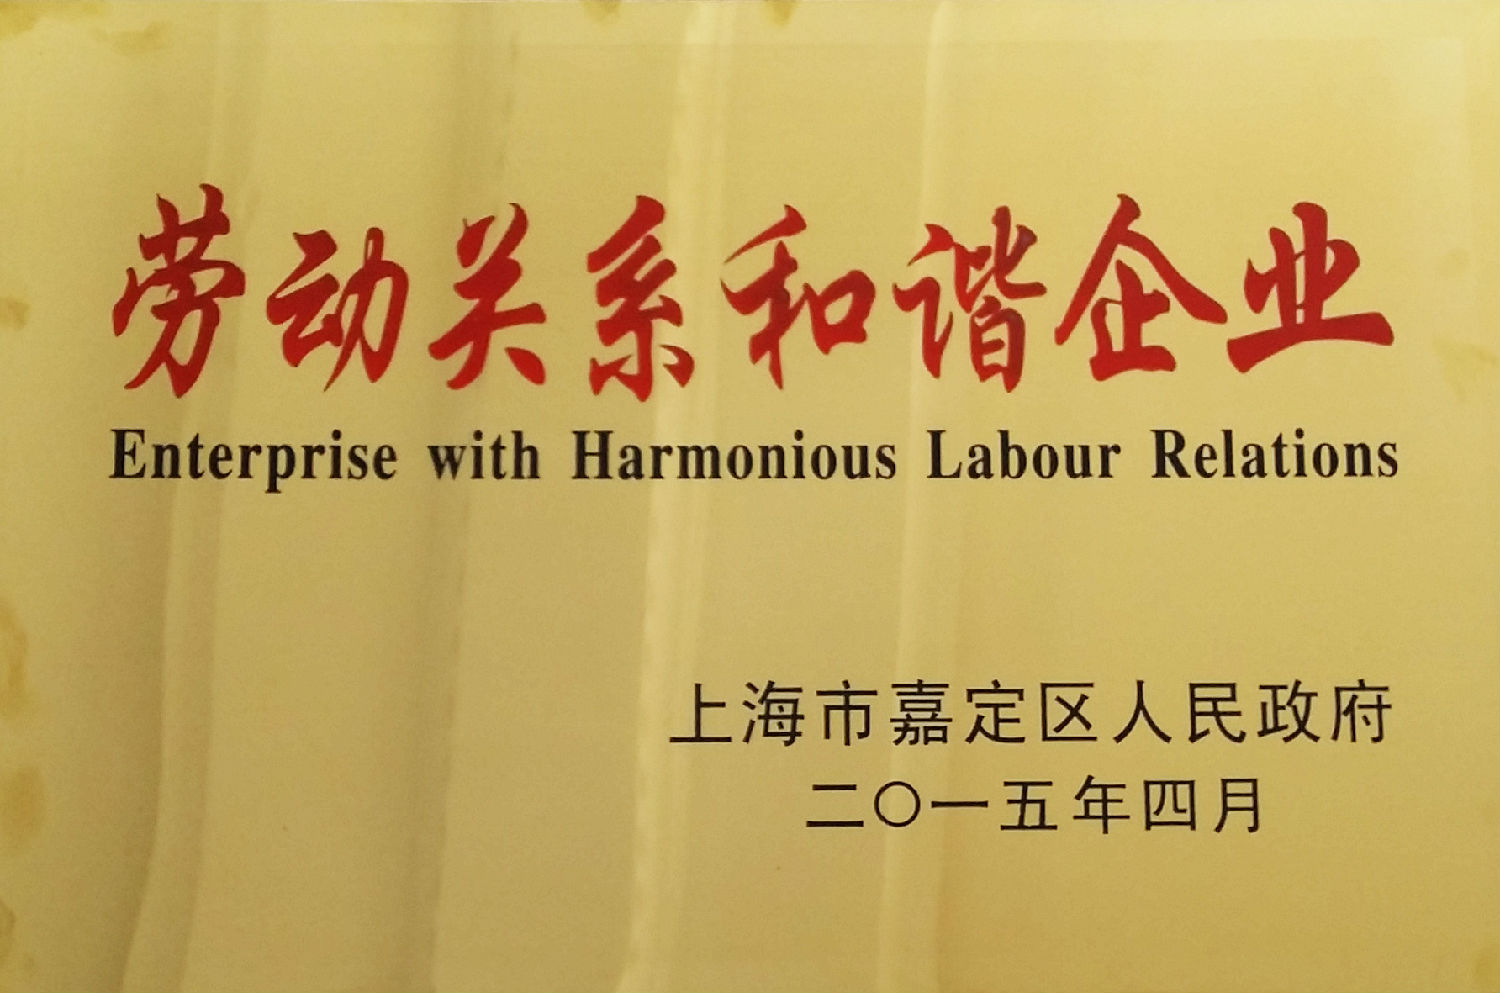 劳动关系和谐企业
Enterprise with Harmonious Labour Relations
上海市嘉定区人民政府
二〇一五年四月